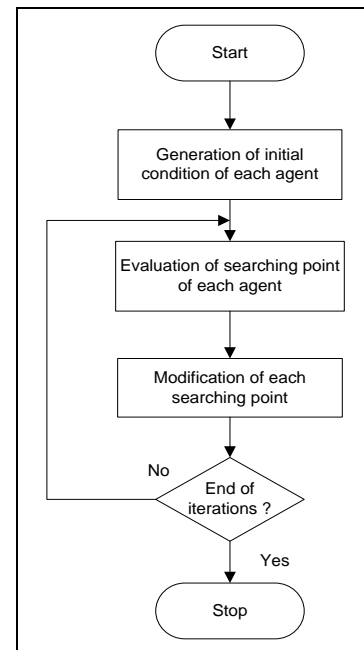 Start
Generation of initial
condition of each agent
Evaluation of searching point
of each agent
Modification of each
searching point
No
End of
iterations ?
Yes
Stop